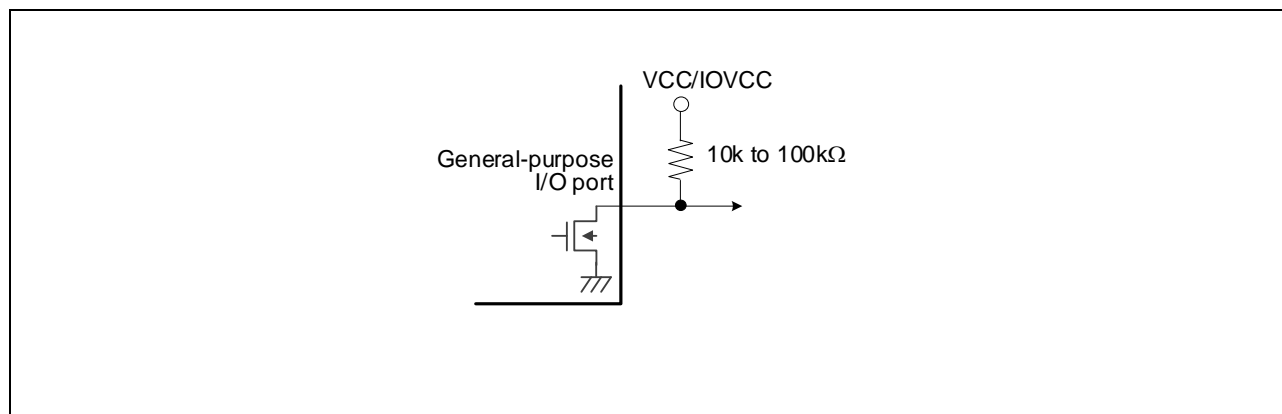 VCC/IOVCC
10k to 100kΩ
General-purpose
I/O port